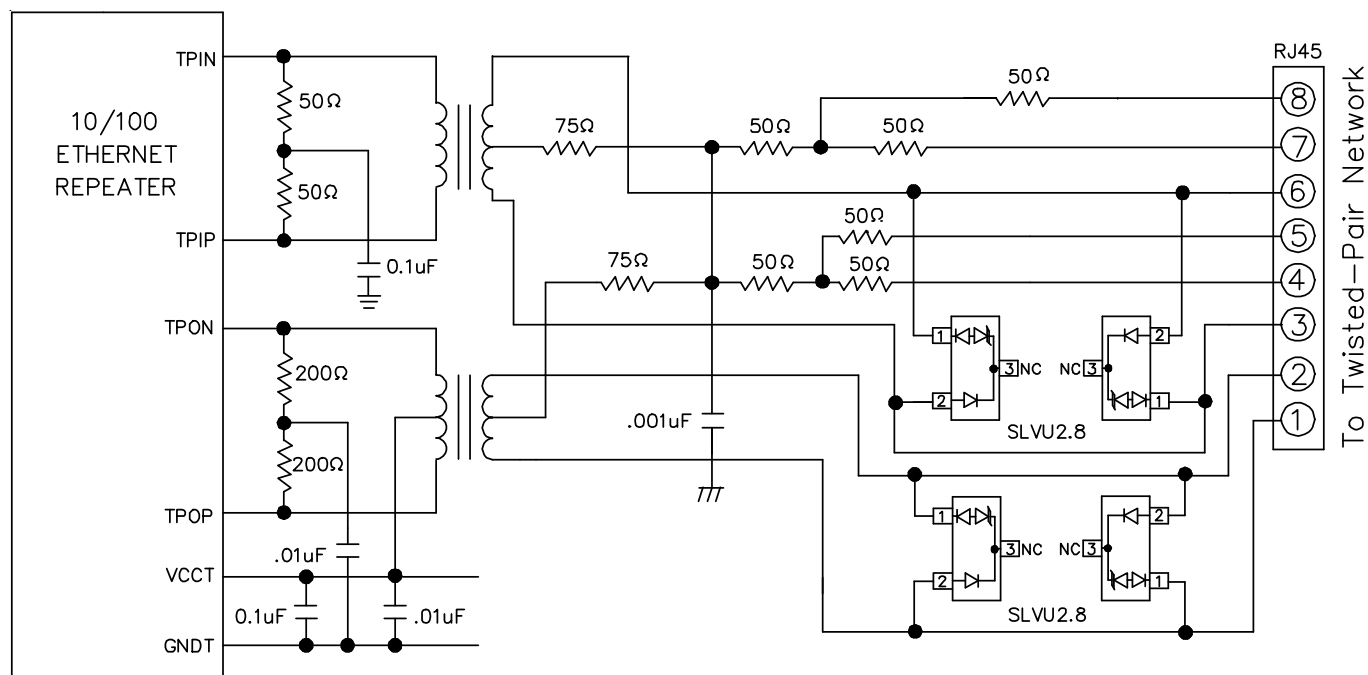 10/100
ETHERNET
REPEATER
TPIN
TPIP
TPON
TPOP
VCCT
GNDT
50Ω
50Ω
0.1uF
200Ω
200Ω
.01uF
0.1uF
.01uF
75Ω
75Ω
.001uF
50Ω
50Ω
50Ω
50Ω
50Ω
50Ω
RJ45
8
7
6
5
4
3
2
1
To Twisted-Pair Network
1
2
3 NC
NC 3
2
1
SLVU2.8
1
2
3 NC
NC 3
2
1
SLVU2.8